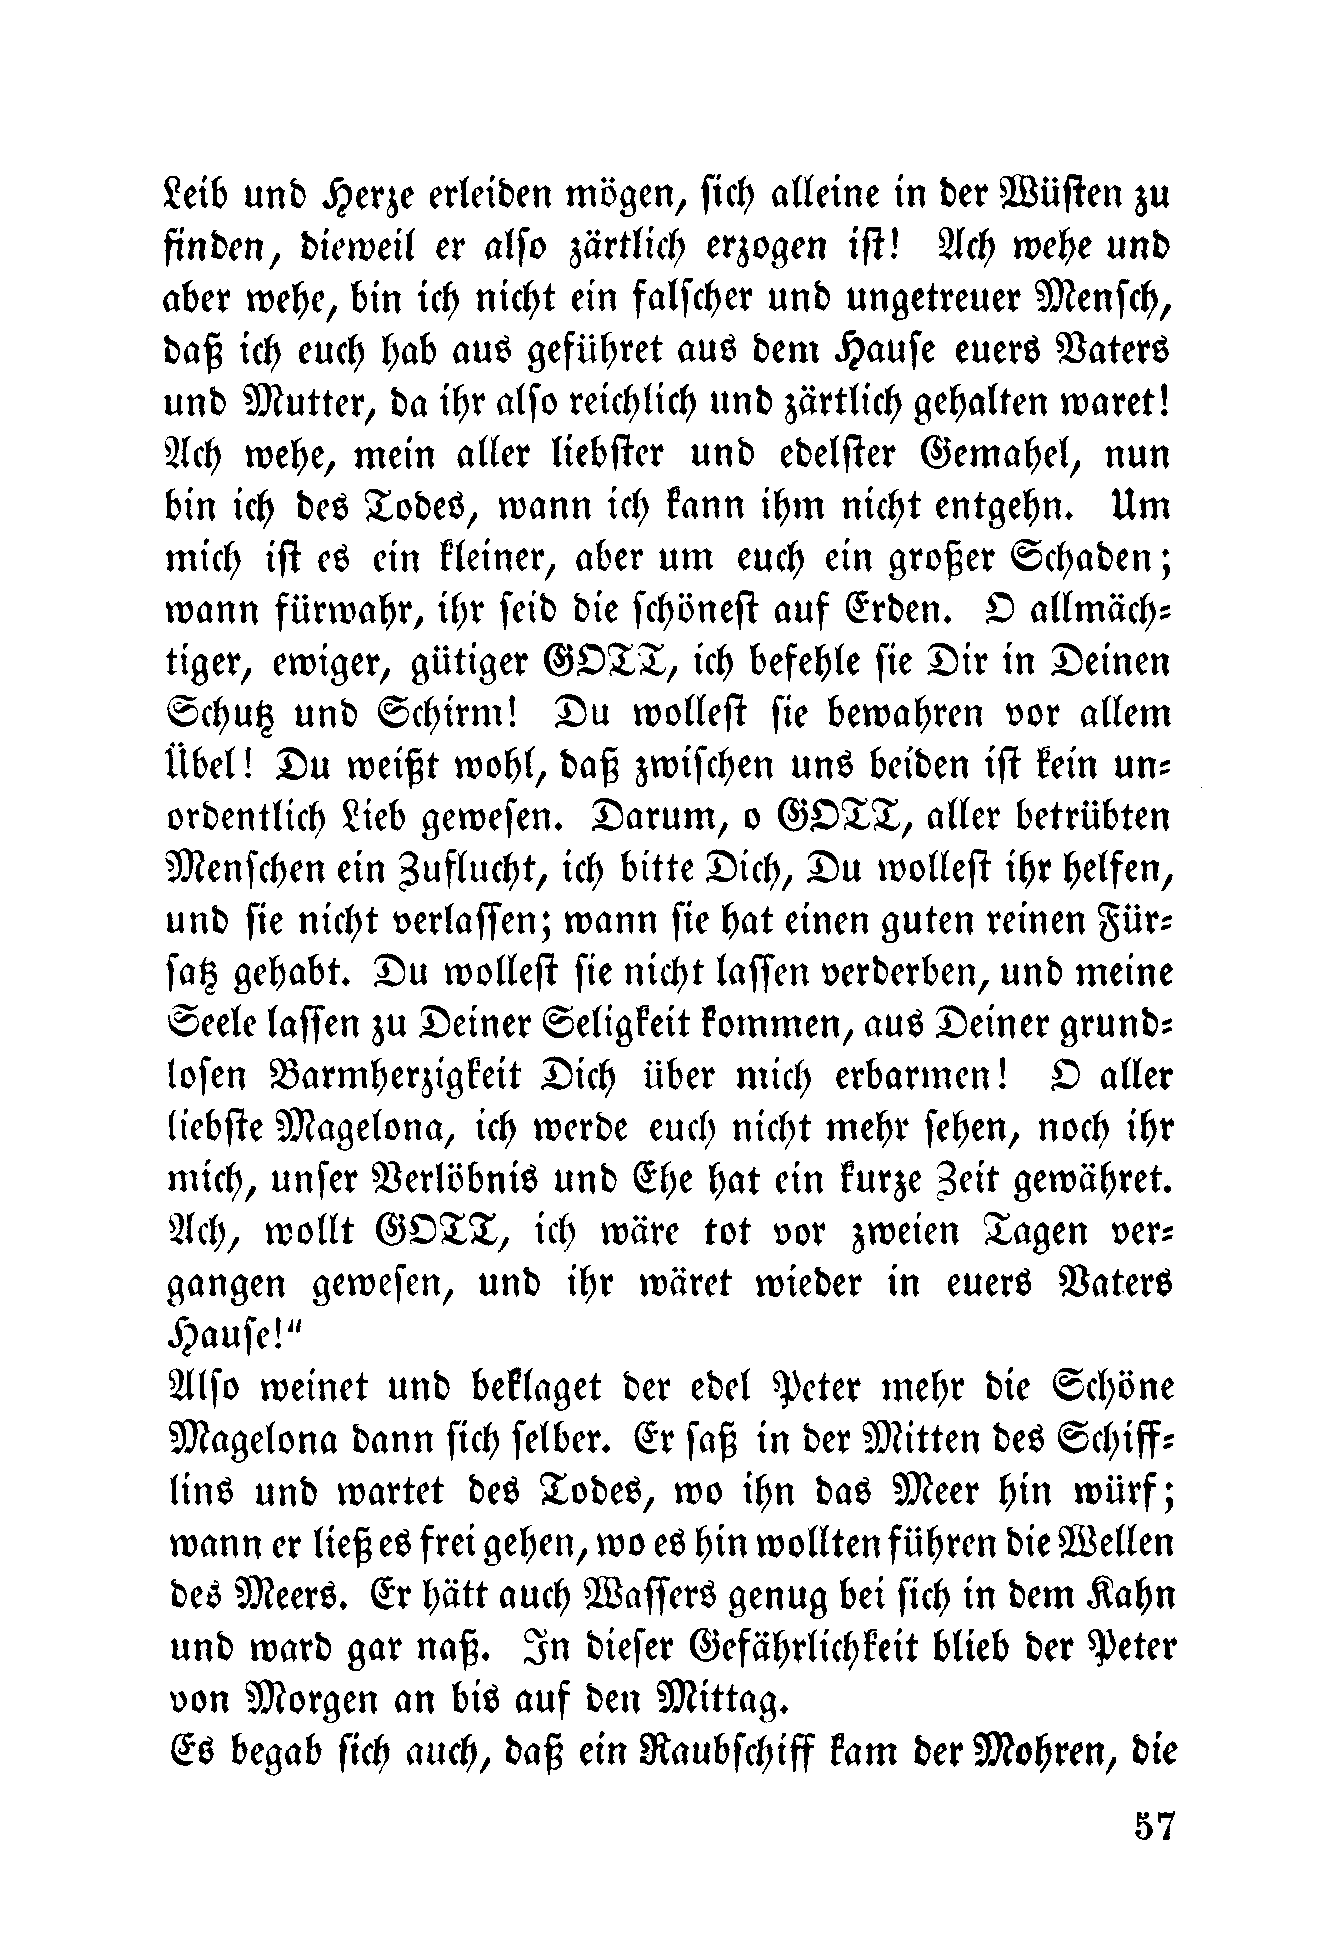 Leib und Herze erleiden mögen, sich alleine in der Wüsten zu
finden, dieweil er also zärtlich erzogen ist! Ach wehe und
aber wehe, bin ich nicht ein falscher und ungetreuer Mensch,
daß ich euch hab aus geführet aus dem Hause euers Vaters
und Mutter, da ihr also reichlich und zärtlich gehalten waret!
Ach wehe, mein aller liebster und edelster Gemahel, nun
bin ich des Todes, wann ich kann ihm nicht entgehn. Um
mich ist es ein kleiner, aber um euch ein großer Schaden;
wann fürwahr, ihr seid die schönest auf Erden. O allmäch-
tiger, ewiger, gütiger GOTT, ich befehle sie Dir in Deinen
Schutz und Schirm! Du wollest sie bewahren vor allem
Übel! Du weißt wohl, daß zwischen uns beiden ist kein un-
ordentlich Lieb gewesen. Darum, o GOTT, aller betrübten
Menschen ein Zuflucht, ich bitte Dich, Du wollest ihr helfen,
und sie nicht verlassen; wann sie hat einen guten reinen Für-
satz gehabt. Du wollest sie nicht lassen verderben, und meine
Seele lassen zu Deiner Seligkeit kommen, aus Deiner grund-
losen Barmherzigkeit Dich über mich erbarmen! O aller
liebste Magelona, ich werde euch nicht mehr sehen, noch ihr
mich, unser Verlöbnis und Ehe hat ein kurze Zeit gewähret.
Ach, wollt GOTT, ich wäre tot vor zweien Tagen ver-
gangen gewesen, und ihr wäret wieder in euers Vaters
Hause!“
Also weinet und beklaget der edel Peter mehr die Schöne
Magelona dann sich selber. Er saß in der Mitten des Schiff-
lins und wartet des Todes, wo ihn das Meer hin würf;
wann er ließ es frei gehen, wo es hin wollten führen die Wellen
des Meers. Er hätt auch Wassers genug bei sich in dem Kahn
und ward gar naß. In dieser Gefährlichkeit blieb der Peter
von Morgen an bis auf den Mittag.
Es begab sich auch, daß ein Raubschiff kam der Mohren, die
57